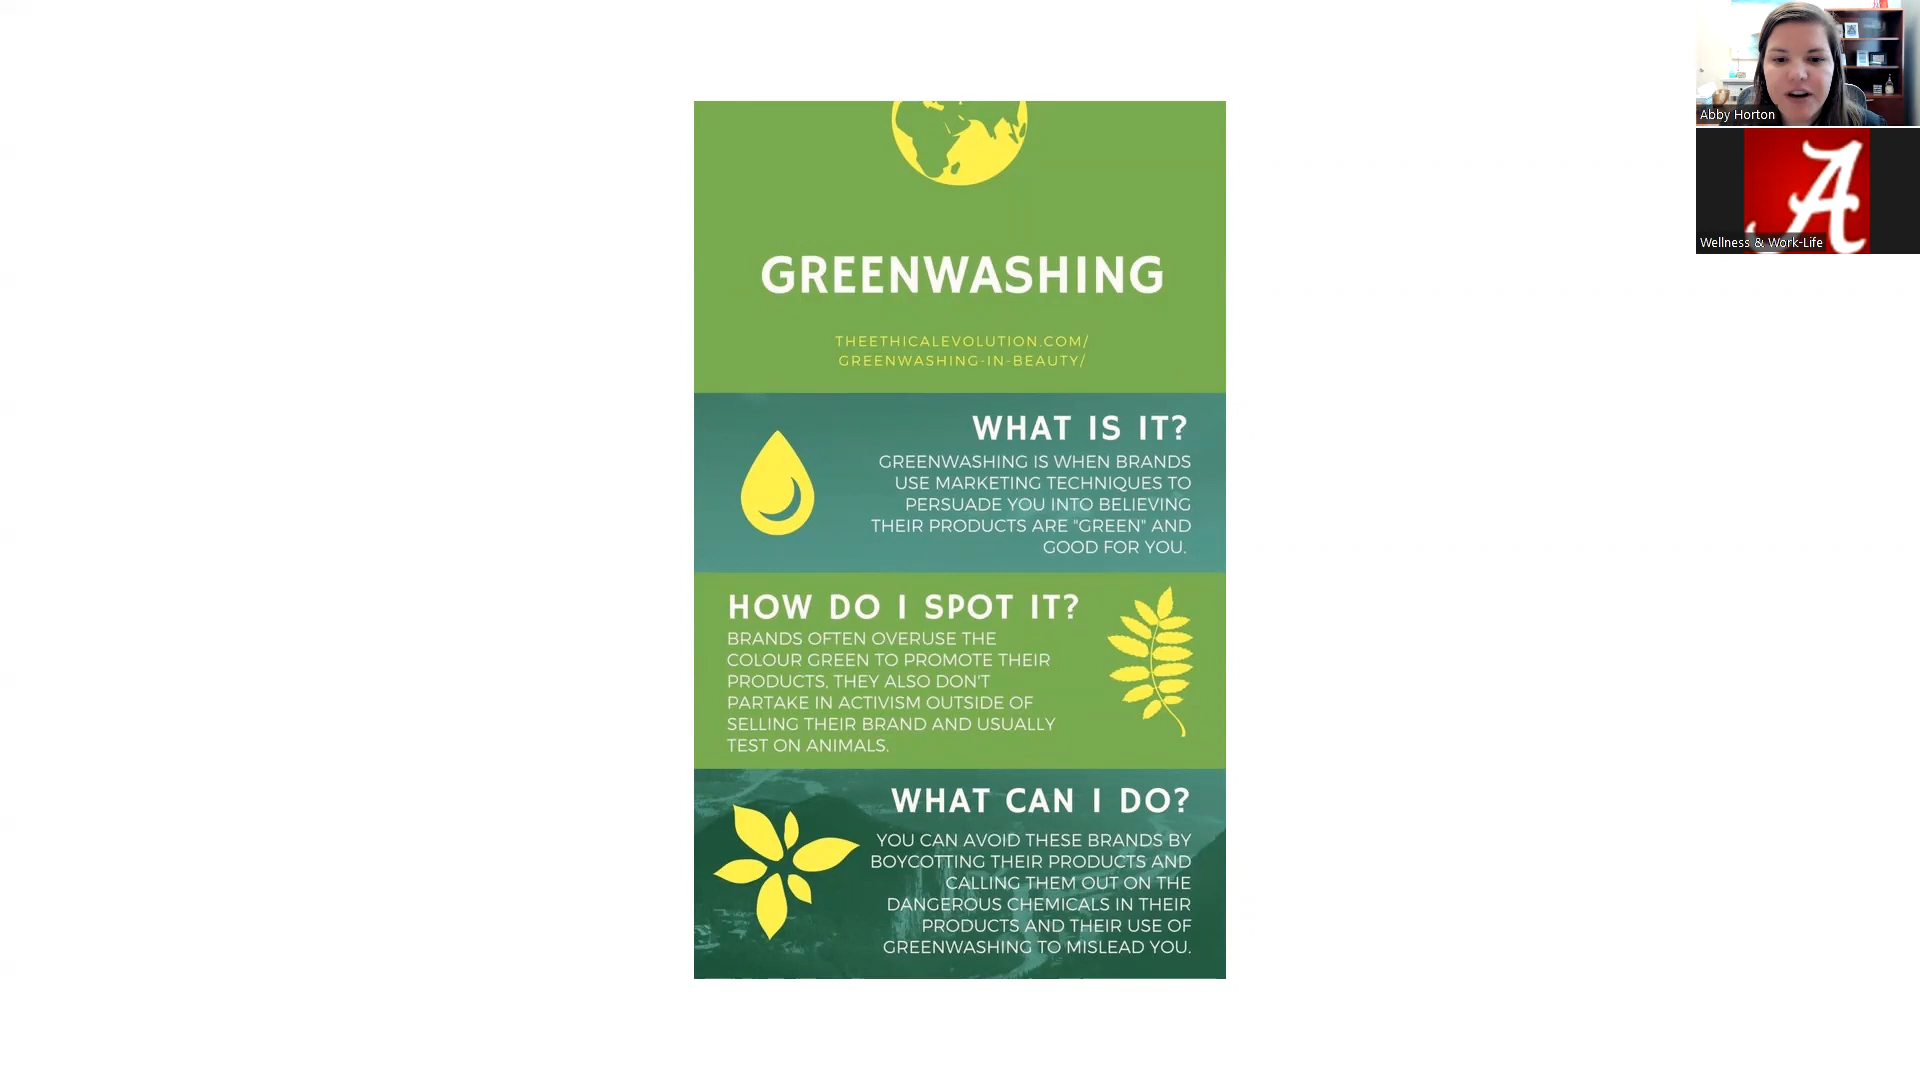 GREENWASHING
THEETHICALEVOLUTION.COM/
GREENWASHING-IN-BEAUTY/
WHAT IS IT?
GREENWASHING IS WHEN BRANDS
USE MARKETING TECHNIQUES TO
PERSUADE YOU INTO BELIEVING
THEIR PRODUCTS ARE "GREEN" AND
GOOD FOR YOU.
HOW DO I SPOT IT?
BRANDS OFTEN OVERUSE THE
COLOUR GREEN TO PROMOTE THEIR
PRODUCTS, THEY ALSO DON'T
PARTAKE IN ACTIVISM OUTSIDE OF
SELLING THEIR BRAND AND USUALLY
TEST ON ANIMALS.
WHAT CAN I DO?
YOU CAN AVOID THESE BRANDS BY
BOYCOTTING THEIR PRODUCTS AND
CALLING THEM OUT ON THE
DANGEROUS CHEMICALS IN THEIR
PRODUCTS AND THEIR USE OF
GREENWASHING TO MISLEAD YOU.
Abby Horton
A
Wellness & Work-Life